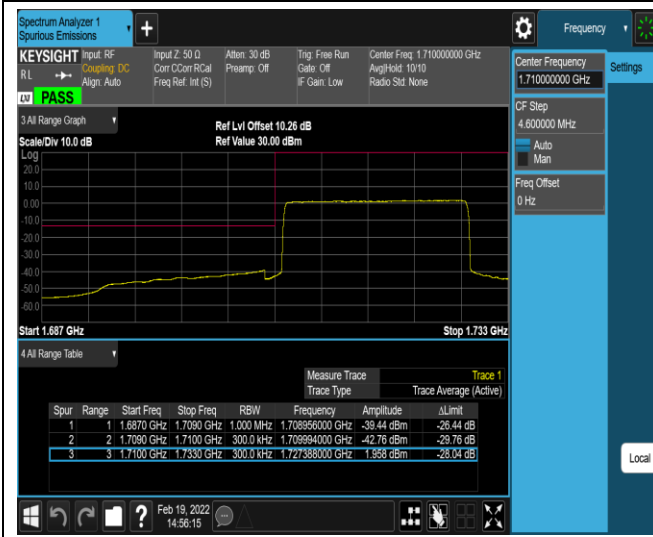 Spectrum Analyzer 1
Spurious Emissions
Frequency
KEYSIGHT
RL
Input: RF
Coupling: DC
Align: Auto
Input Z: 50 Ω
Corr CCorr RCal
Freq Ref: Int (S)
Atten: 30 dB
Preamp: Off
Trig: Free Run
Gate: Off
IF Gain: Low
Center Freq: 1.710000000 GHz
Avg|Hold: 10/10
Radio Std: None
LXI PASS
Center Frequency
1.710000000 GHz
Settings
CF Step
4.600000 MHz
Auto
Man
Freq Offset
0 Hz
3 All Range Graph
Scale/Div 10.0 dB
Ref Lvl Offset 10.26 dB
Ref Value 30.00 dBm
Log
20.0
10.0
0.00
-10.0
-20.0
-30.0
-40.0
-50.0
-60.0
Start 1.687 GHz
Stop 1.733 GHz
4 All Range Table
Measure Trace Trace 1
Trace Type Trace Average (Active)
Spur Range Start Freq Stop Freq RBW Frequency Amplitude ΔLimit
1 1 1.6870 GHz 1.7090 GHz 1.000 MHz 1.708956000 GHz -39.44 dBm -26.44 dB
2 2 1.7090 GHz 1.7100 GHz 300.0 kHz 1.709994000 GHz -42.76 dBm -29.76 dB
3 3 1.7100 GHz 1.7330 GHz 300.0 kHz 1.727388000 GHz 1.958 dBm -28.04 dB
Local
Feb 19, 2022
14:56:15